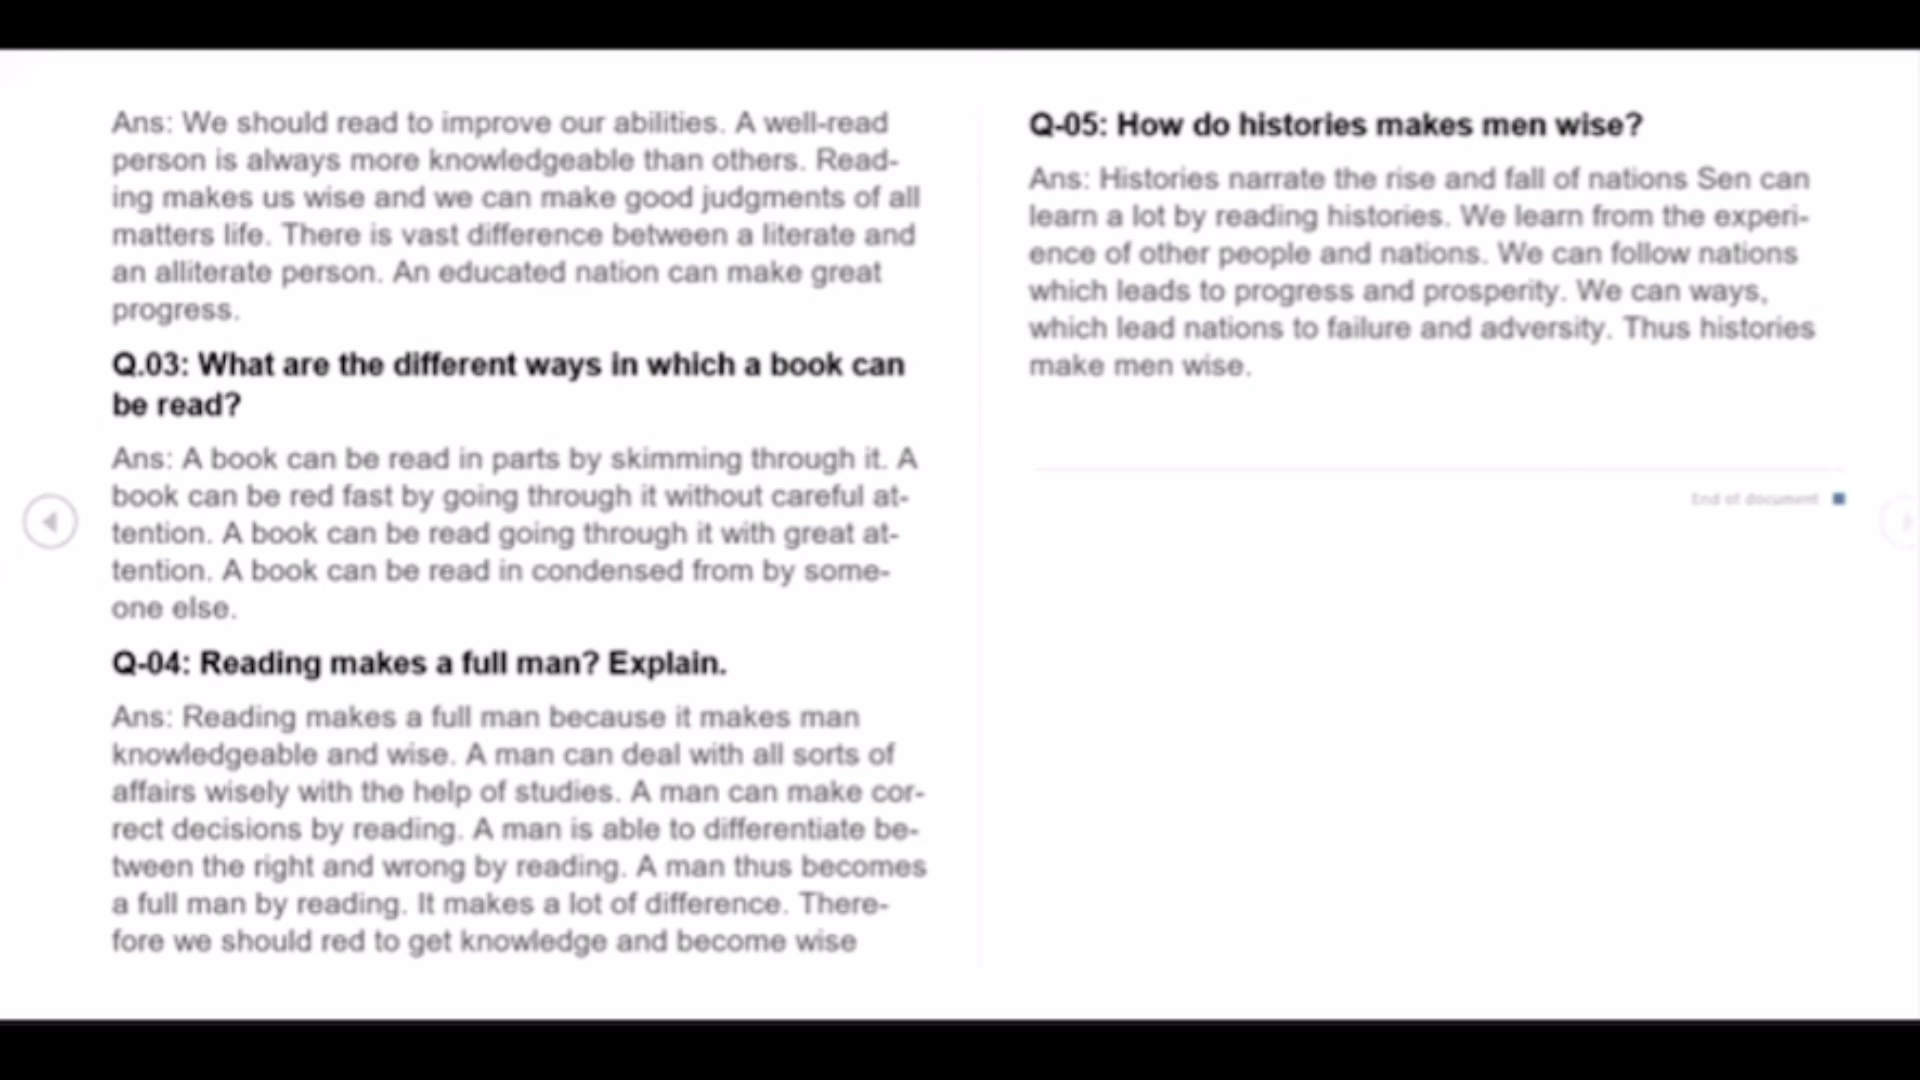 Ans: We should read to improve our abilities. A well-read
person is always more knowledgeable than others. Read-
ing makes us wise and we can make good judgments of all
matters life. There is vast difference between a literate and
an alliterate person. An educated nation can make great
progress.
Q.03: What are the different ways in which a book can
be read?
Ans: A book can be read in parts by skimming through it. A
book can be red fast by going through it without careful at-
tention. A book can be read going through it with great at-
tention. A book can be read in condensed from by some-
one else.
Q-04: Reading makes a full man? Explain.
Ans: Reading makes a full man because it makes man
knowledgeable and wise. A man can deal with all sorts of
affairs wisely with the help of studies. A man can make cor-
rect decisions by reading. A man is able to differentiate be-
tween the right and wrong by reading. A man thus becomes
a full man by reading. It makes a lot of difference. There-
fore we should red to get knowledge and become wise
Q-05: How do histories makes men wise?
Ans: Histories narrate the rise and fall of nations Sen can
learn a lot by reading histories. We learn from the experi-
ence of other people and nations. We can follow nations
which leads to progress and prosperity. We can ways,
which lead nations to failure and adversity. Thus histories
make men wise.
End of document